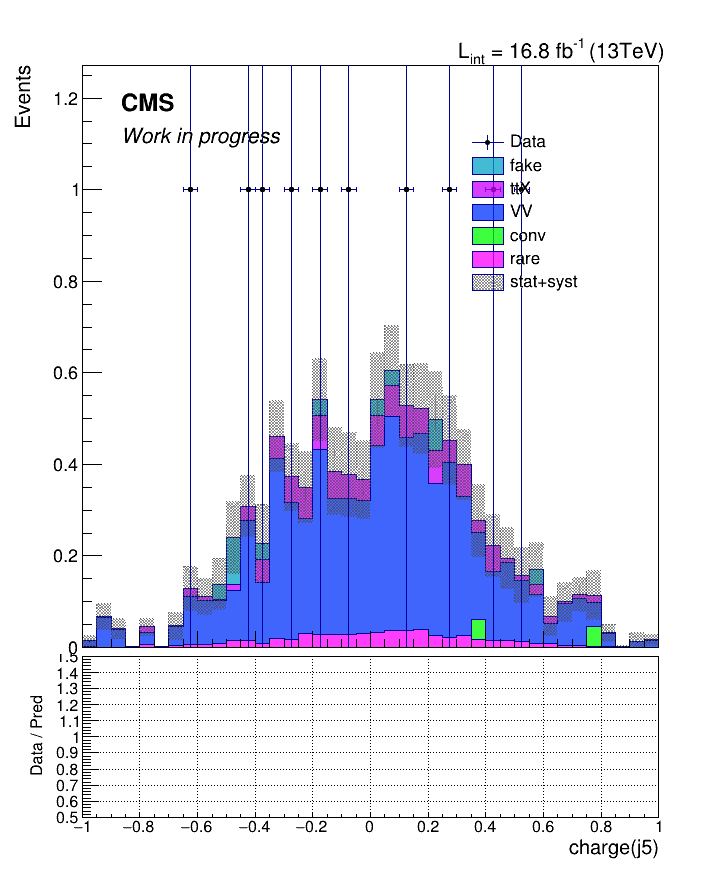 L_int = 16.8 fb^-1 (13TeV)
Events
CMS
Work in progress
Data
fake
ttX
VV
conv
rare
stat+syst
1.2
1
0.8
0.6
0.4
0.2
0
Data / Pred
1.5
1.4
1.3
1.2
1.1
1
0.9
0.8
0.7
0.6
0.5
−1 −0.8 −0.6 −0.4 −0.2 0 0.2 0.4 0.6 0.8 1
charge(j5)